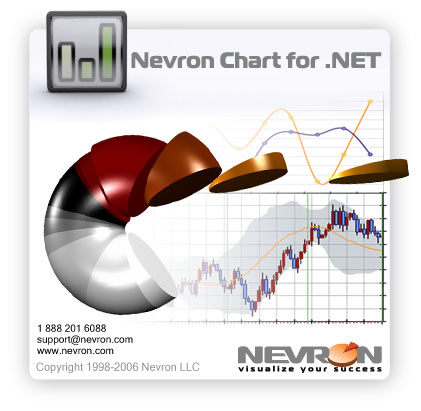 Nevron Chart for .NET
1 888 201 6088
support@nevron.com
www.nevron.com
Copyright 1998-2006 Nevron LLC
NEVRON
visualize your success